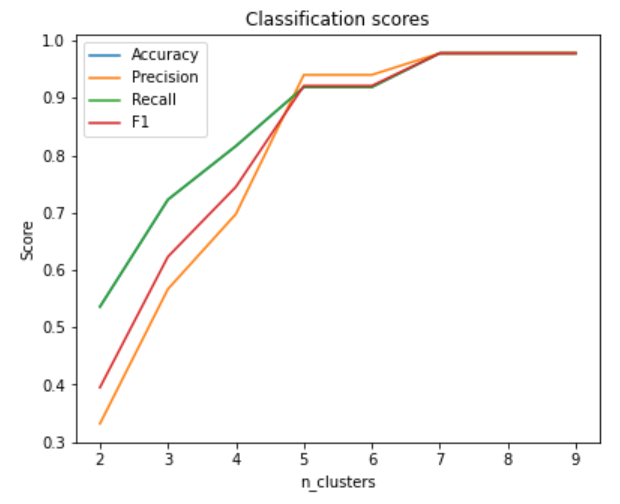 Classification scores
1.0
0.9
0.8
0.7
0.6
0.5
0.4
0.3
Score
Accuracy
Precision
Recall
F1
2 3 4 5 6 7 8 9
n_clusters